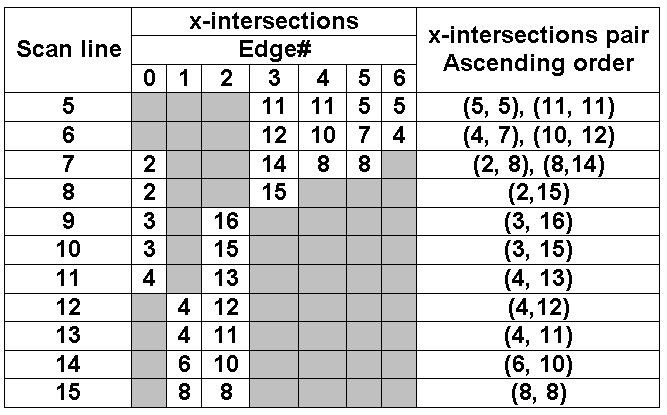 x-intersections
Scan line Edge# x-intersections pair
Ascending order
0 1 2 3 4 5 6
5 11 11 5 5 (5, 5), (11, 11)
6 12 10 7 4 (4, 7), (10, 12)
7 2 14 8 8 (2, 8), (8,14)
8 2 15 (2,15)
9 3 16 (3, 16)
10 3 15 (3, 15)
11 4 13 (4, 13)
12 4 12 (4,12)
13 4 11 (4, 11)
14 6 10 (6, 10)
15 8 8 (8, 8)